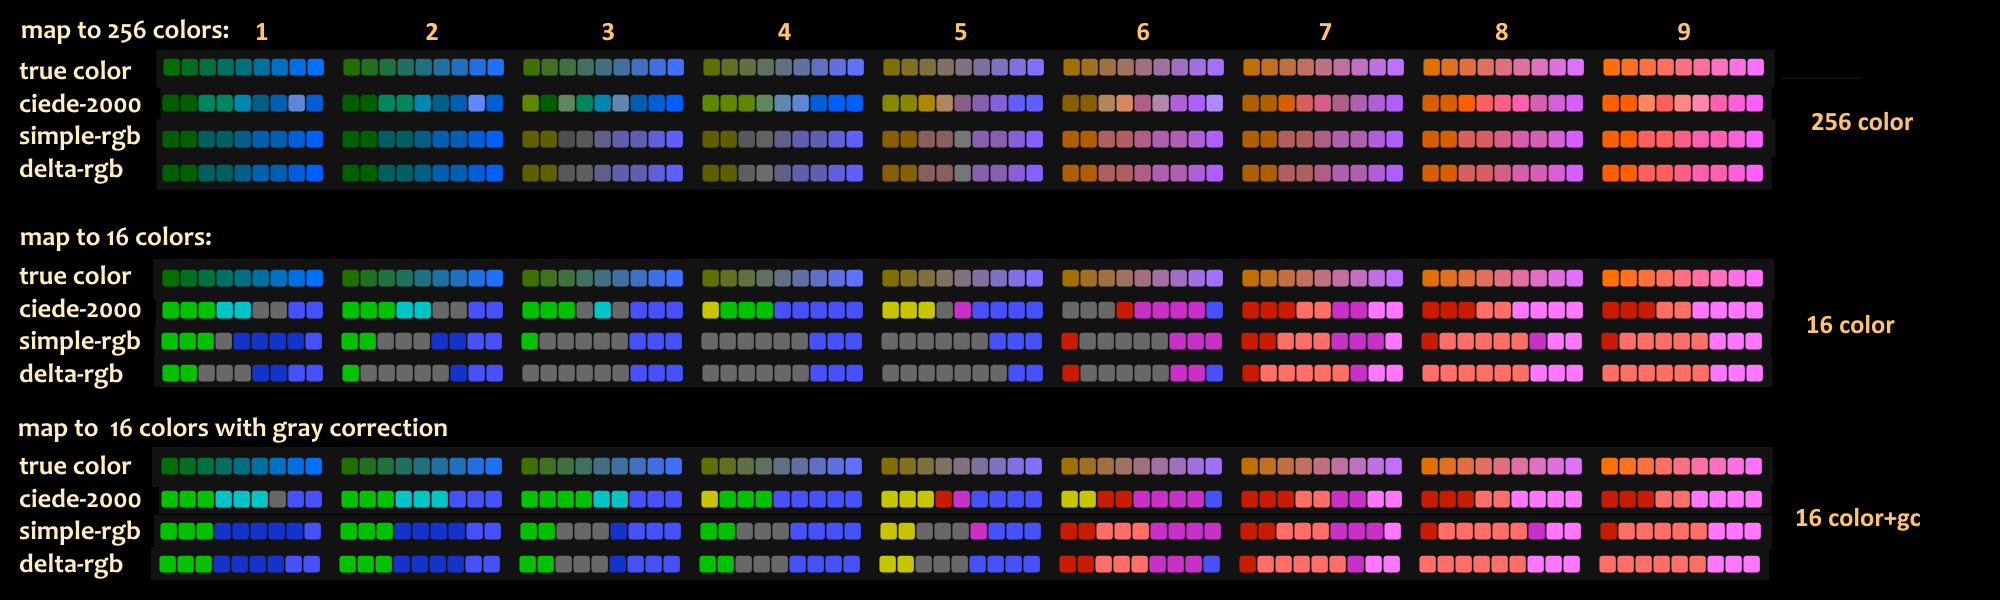 map to 256 colors: 1 2 3 4 5 6 7 8 9
true color
ciede-2000
simple-rgb
delta-rgb
256 color
map to 16 colors:
true color
ciede-2000
simple-rgb
delta-rgb
16 color
map to 16 colors with gray correction
true color
ciede-2000
simple-rgb
delta-rgb
16 color+gc